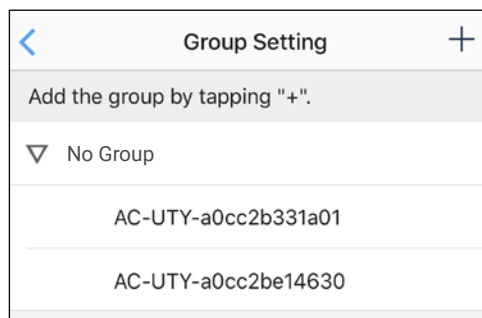 Group Setting
Add the group by tapping "+".
No Group
AC-UTY-a0cc2b331a01
AC-UTY-a0cc2be14630